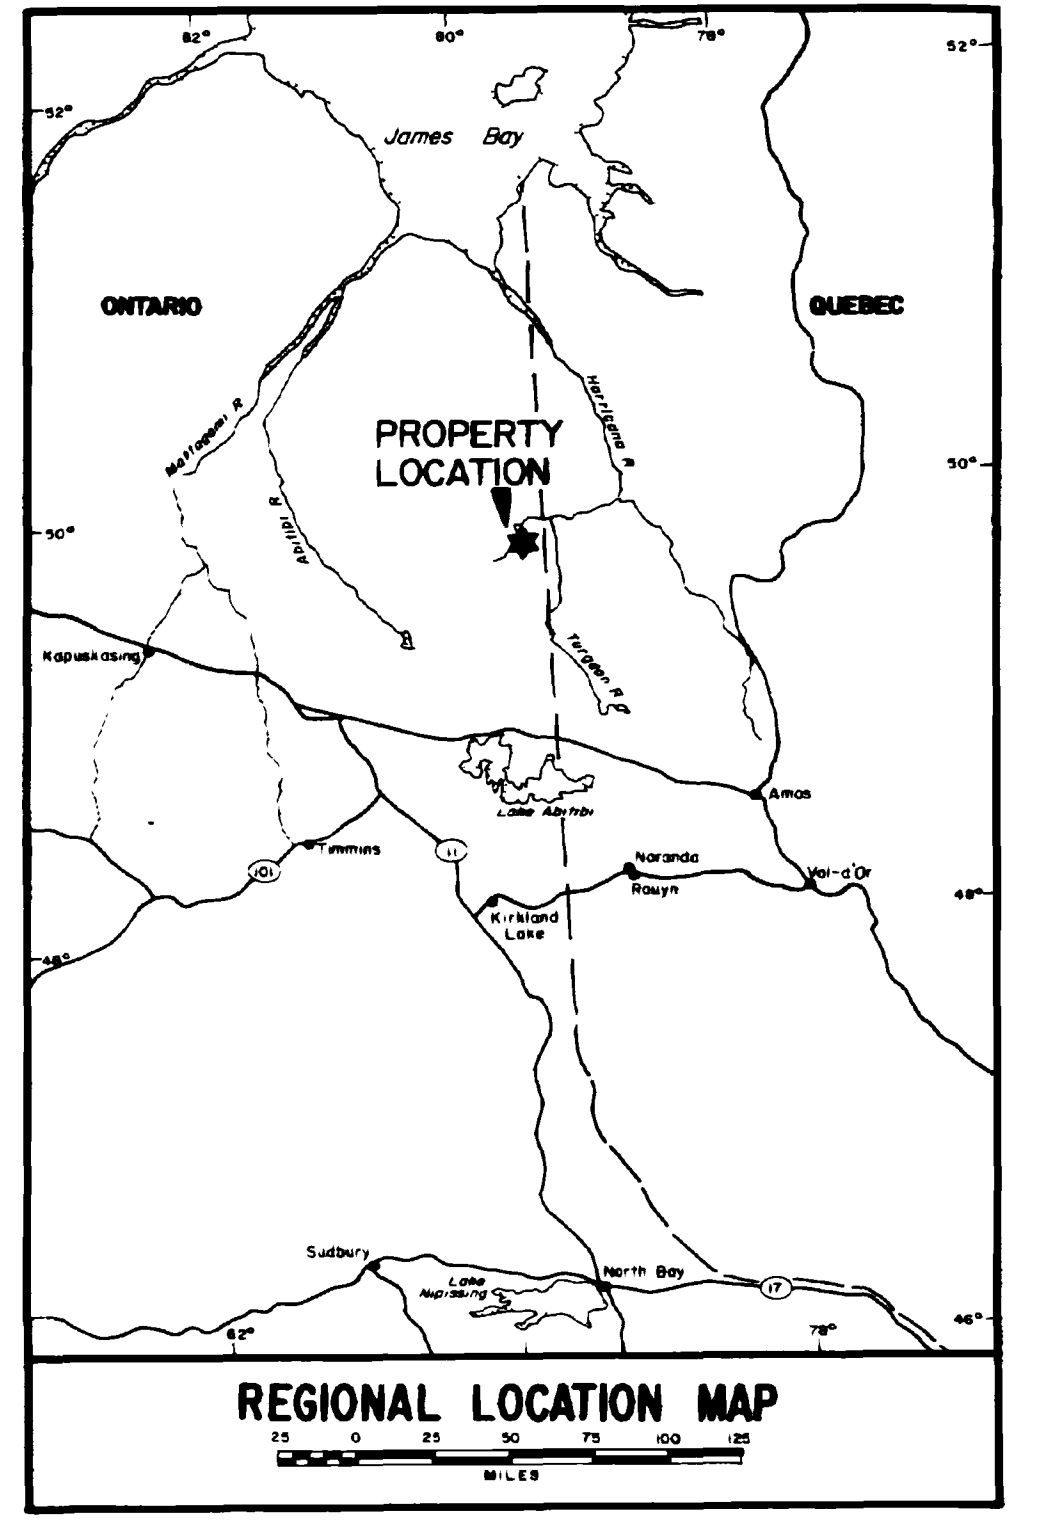 82°
80°
78°
52°
52°
James Bay
ONTARIO
QUEBEC
Harricana R
Mattagami R
PROPERTY
LOCATION
50°
Abitibi R
50°
Turgeon R
Kapuskasing
Amos
Lake Abitibi
Timmins
11
101
Noranda
Rouyn
Val-d'Or
48°
Kirkland
Lake
48°
Sudbury
North Bay
Lake
Nipissing
17
46°
82°
78°
REGIONAL LOCATION MAP
25 0 25 50 75 100 125
MILES